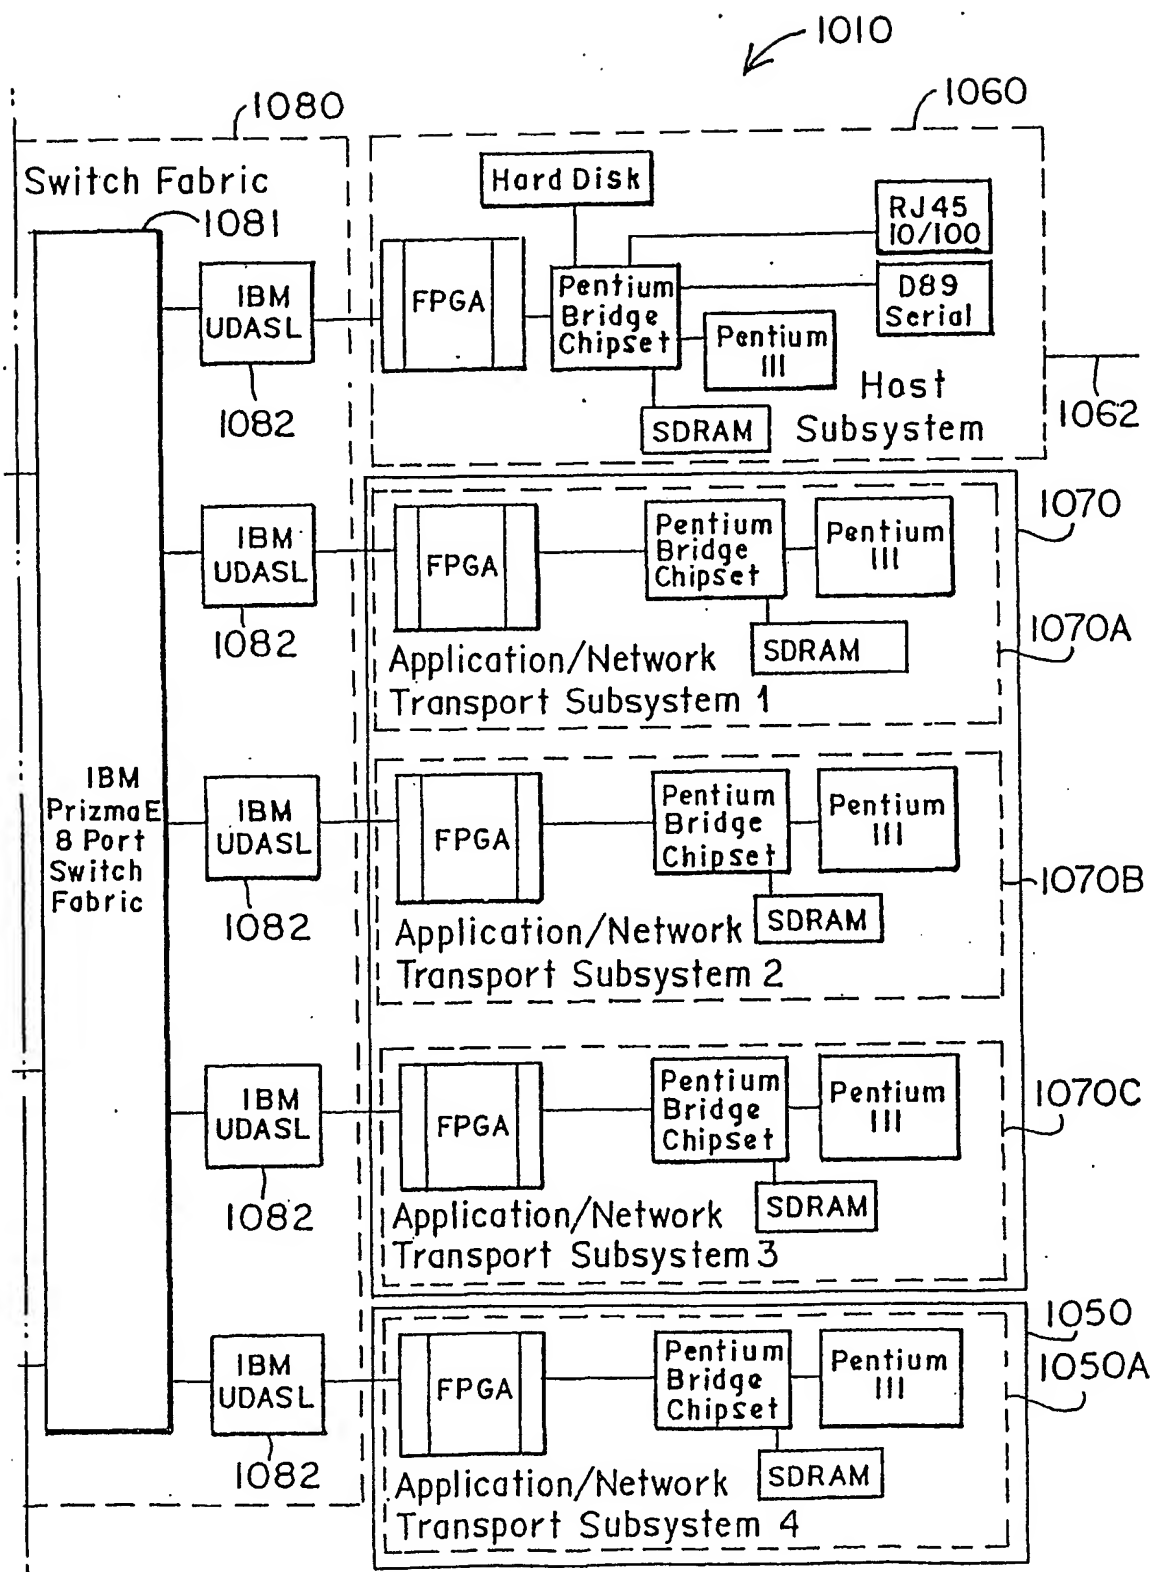 1010
1080
1060
Switch Fabric
1081
Hard Disk
RJ45
10/100
IBM
UDASL
FPGA
Pentium
Bridge
Chipset
D89
Serial
Pentium
III
1082
SDRAM
Host
Subsystem
1062
IBM
UDASL
FPGA
Pentium
Bridge
Chipset
Pentium
III
1070
1082
Application/Network
Transport Subsystem 1
SDRAM
1070A
IBM
PrizmaE
8 Port
Switch
Fabric
IBM
UDASL
FPGA
Pentium
Bridge
Chipset
Pentium
III
1070B
1082
Application/Network
Transport Subsystem 2
SDRAM
IBM
UDASL
FPGA
Pentium
Bridge
Chipset
Pentium
III
1070C
1082
Application/Network
Transport Subsystem 3
SDRAM
1050
IBM
UDASL
FPGA
Pentium
Bridge
Chipset
Pentium
III
1050A
1082
Application/Network
Transport Subsystem 4
SDRAM